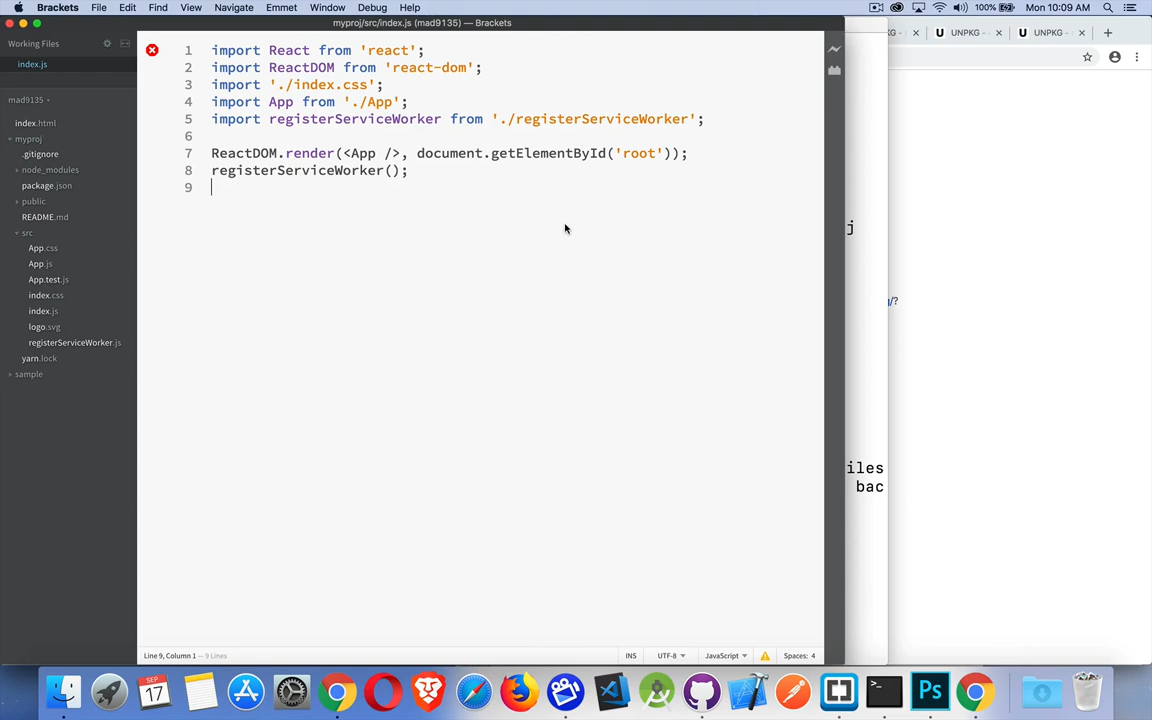 Brackets File Edit Find View Navigate Emmet Window Debug Help 100% Mon 10:09 AM
myproj/src/index.js (mad9135) — Brackets
Working Files
index.js
mad9135
index.html
myproj
.gitignore
node_modules
package.json
public
README.md
src
App.css
App.js
App.test.js
index.css
index.js
logo.svg
registerServiceWorker.js
yarn.lock
sample
1 import React from 'react';
2 import ReactDOM from 'react-dom';
3 import './index.css';
4 import App from './App';
5 import registerServiceWorker from './registerServiceWorker';
6
7 ReactDOM.render(<App />, document.getElementById('root'));
8 registerServiceWorker();
9
KG - × UNPKG - × UNPKG - ×
j
/?
iles
bac
Line 9, Column 1 — 9 Lines
INS UTF-8 JavaScript Spaces: 4
SEP
17
>_
Ps